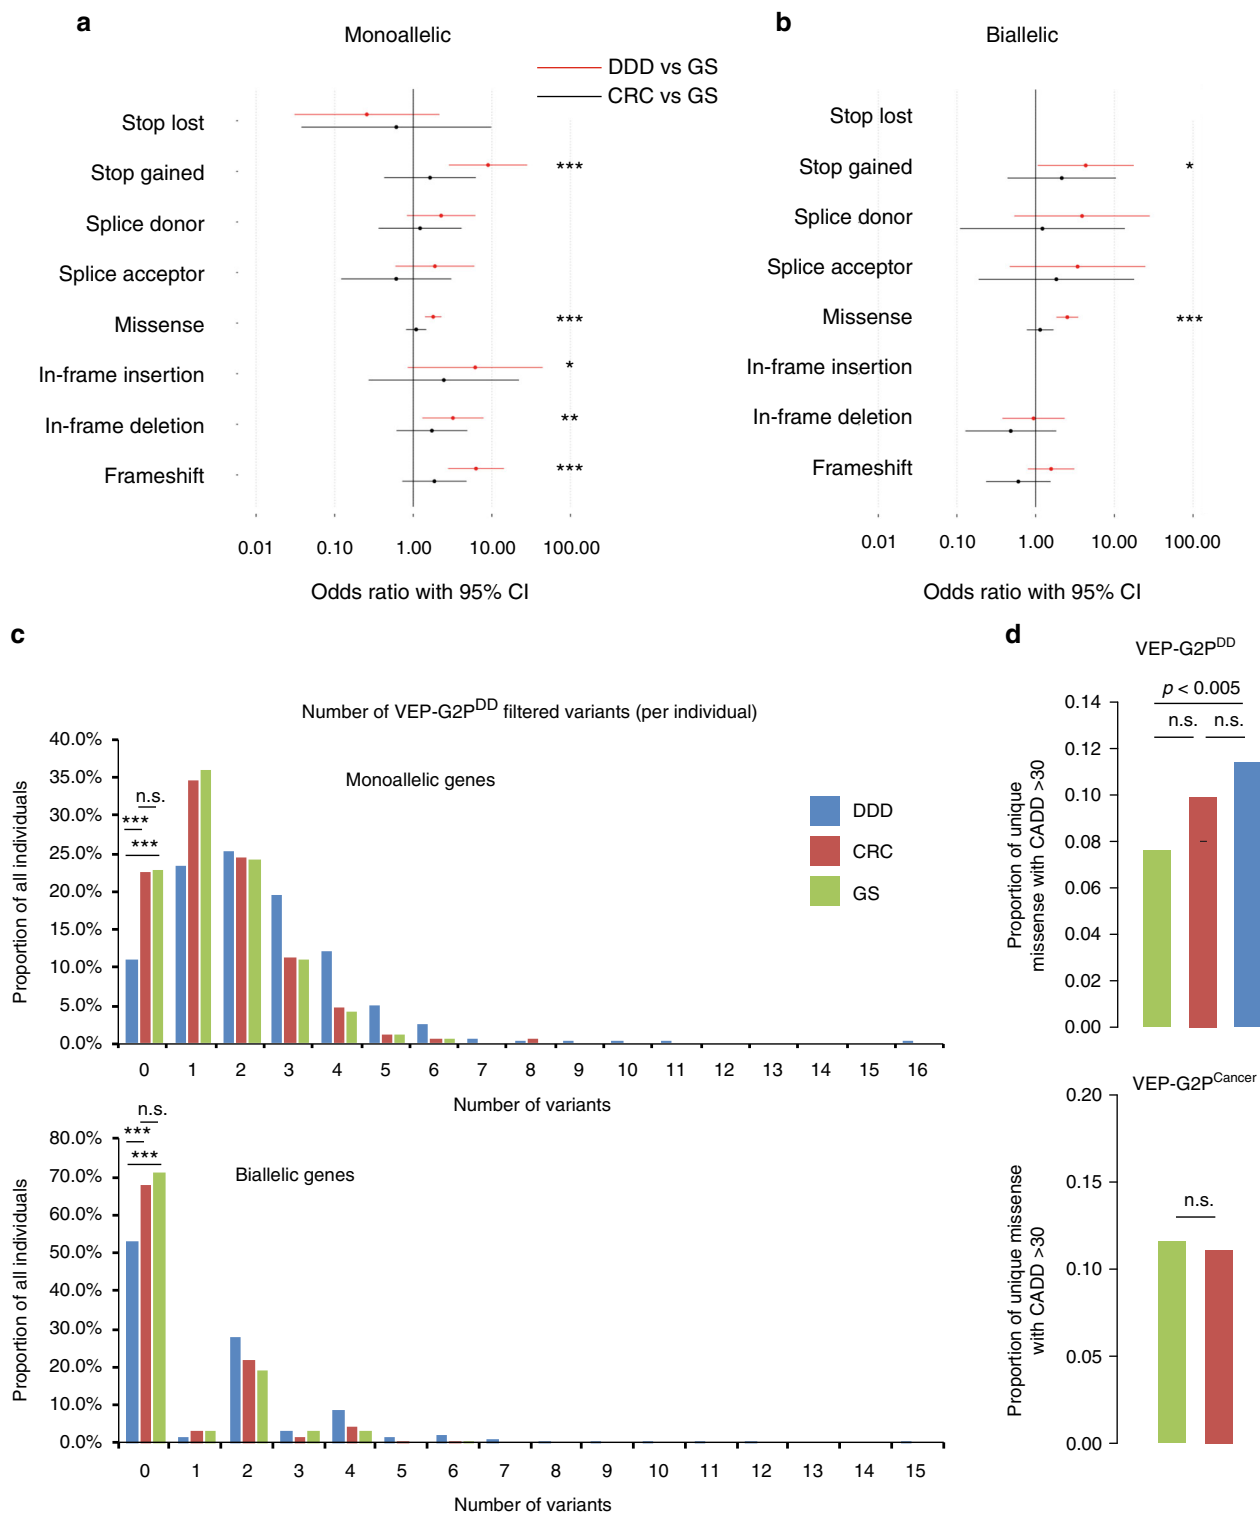 a
Monoallelic
DDD vs GS
CRC vs GS
Stop lost
Stop gained
***
Splice donor
Splice acceptor
Missense
***
In-frame insertion
*
In-frame deletion
**
Frameshift
***
0.01 0.10 1.00 10.00 100.00
Odds ratio with 95% CI
b
Biallelic
Stop lost
Stop gained
*
Splice donor
Splice acceptor
Missense
***
In-frame insertion
In-frame deletion
Frameshift
0.01 0.10 1.00 10.00 100.00
Odds ratio with 95% CI
c
Number of VEP-G2P^DD filtered variants (per individual)
Monoallelic genes
Proportion of all individuals
40.0%
35.0%
30.0%
25.0%
20.0%
15.0%
10.0%
5.0%
0.0%
n.s.
***
***
DDD
CRC
GS
0 1 2 3 4 5 6 7 8 9 10 11 12 13 14 15 16
Number of variants
n.s.
***
***
Biallelic genes
Proportion of all individuals
80.0%
70.0%
60.0%
50.0%
40.0%
30.0%
20.0%
10.0%
0.0%
0 1 2 3 4 5 6 7 8 9 10 11 12 13 14 15
Number of variants
d
VEP-G2P^DD
p < 0.005
n.s. n.s.
Proportion of unique
missense with CADD >30
0.14
0.12
0.10
0.08
0.06
0.04
0.02
0.00
VEP-G2P^Cancer
n.s.
Proportion of unique missense
with CADD >30
0.20
0.15
0.10
0.05
0.00